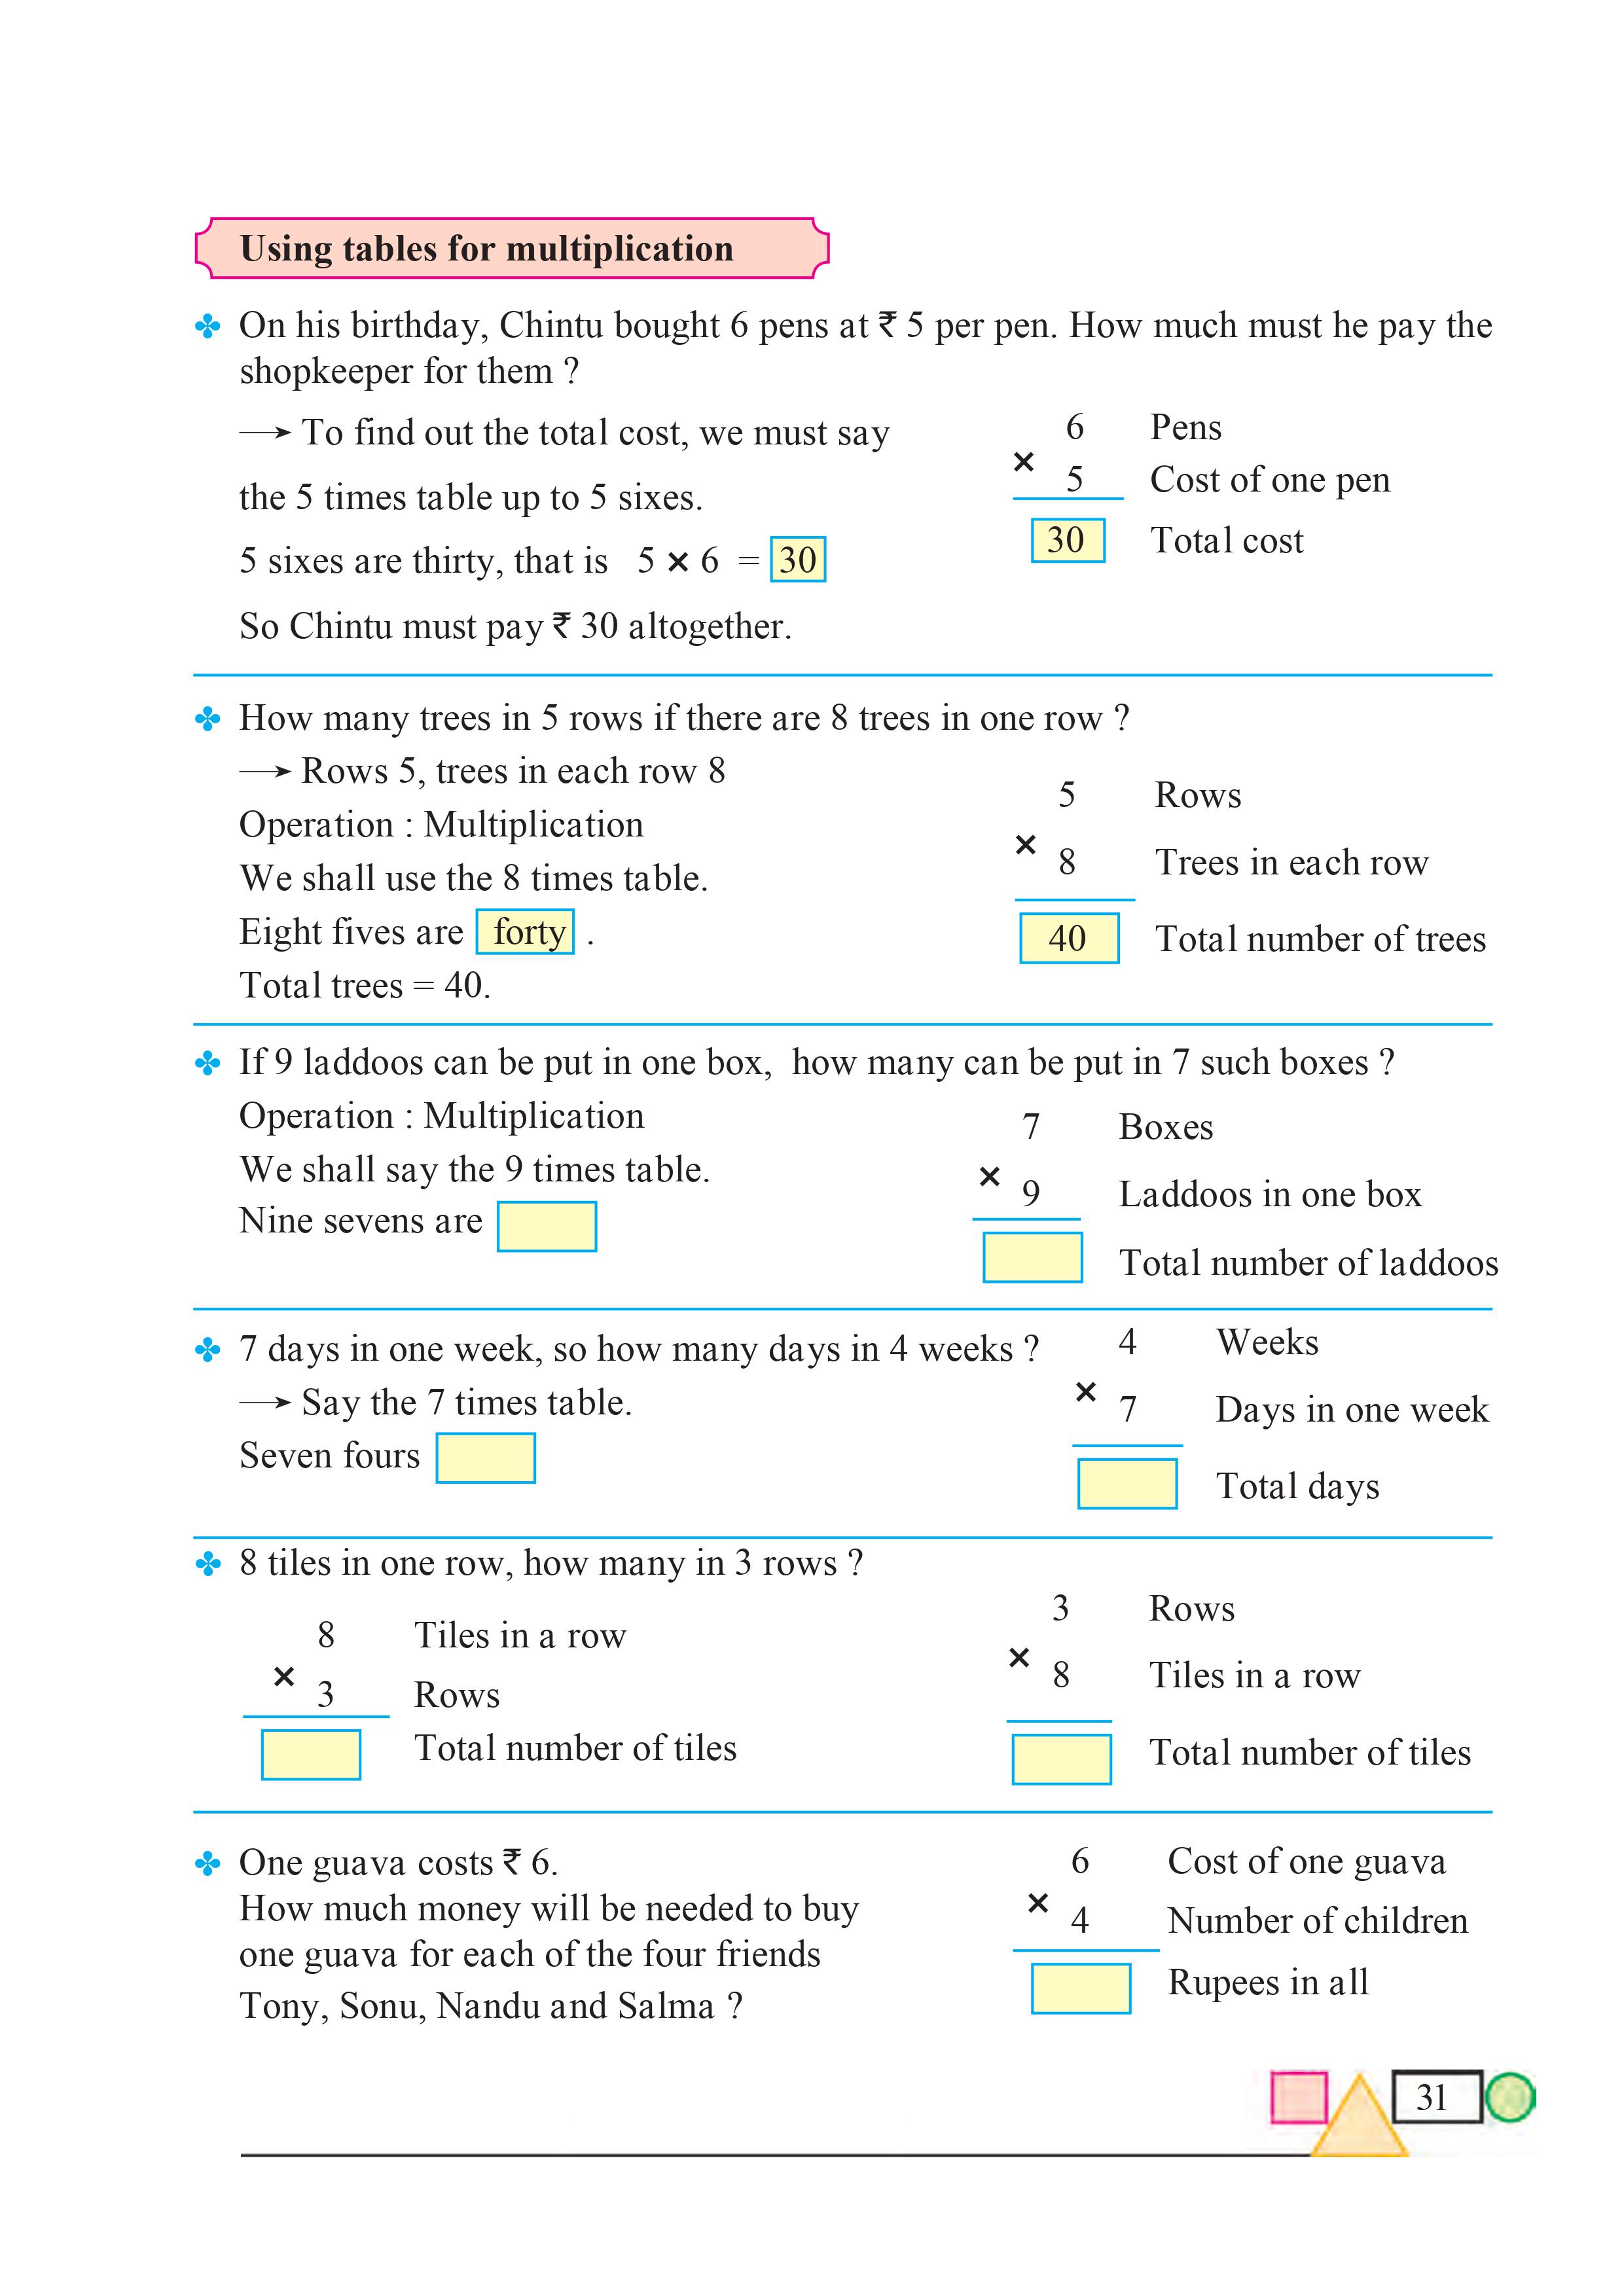 Using tables for multiplication
On his birthday, Chintu bought 6 pens at ₹ 5 per pen. How much must he pay the
shopkeeper for them ?
→ To find out the total cost, we must say
the 5 times table up to 5 sixes.
5 sixes are thirty, that is 5 × 6 = 30
So Chintu must pay ₹ 30 altogether.
6 Pens
× 5 Cost of one pen
30 Total cost
How many trees in 5 rows if there are 8 trees in one row ?
→ Rows 5, trees in each row 8
Operation : Multiplication
We shall use the 8 times table.
Eight fives are forty .
Total trees = 40.
5 Rows
× 8 Trees in each row
40 Total number of trees
If 9 laddoos can be put in one box, how many can be put in 7 such boxes ?
Operation : Multiplication
We shall say the 9 times table.
Nine sevens are
7 Boxes
× 9 Laddoos in one box
Total number of laddoos
7 days in one week, so how many days in 4 weeks ?
→ Say the 7 times table.
Seven fours
4 Weeks
× 7 Days in one week
Total days
8 tiles in one row, how many in 3 rows ?
8 Tiles in a row
× 3 Rows
Total number of tiles
3 Rows
× 8 Tiles in a row
Total number of tiles
One guava costs ₹ 6.
How much money will be needed to buy
one guava for each of the four friends
Tony, Sonu, Nandu and Salma ?
6 Cost of one guava
× 4 Number of children
Rupees in all
31